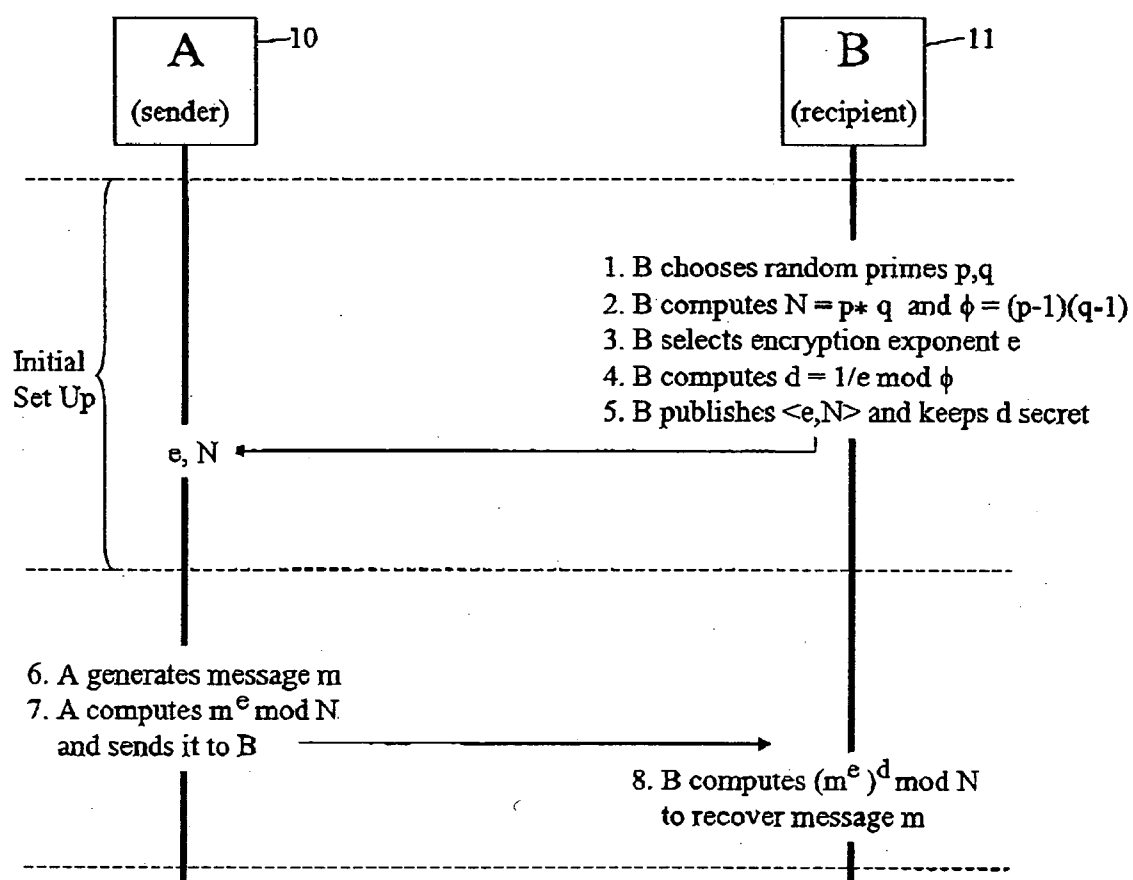 A
(sender)
10
B
(recipient)
11
Initial
Set Up
1. B chooses random primes p,q
2. B computes N = p* q and ϕ = (p-1)(q-1)
3. B selects encryption exponent e
4. B computes d = 1/e mod ϕ
5. B publishes <e,N> and keeps d secret
e, N
6. A generates message m
7. A computes m^e mod N
and sends it to B
8. B computes (m^e)^d mod N
to recover message m